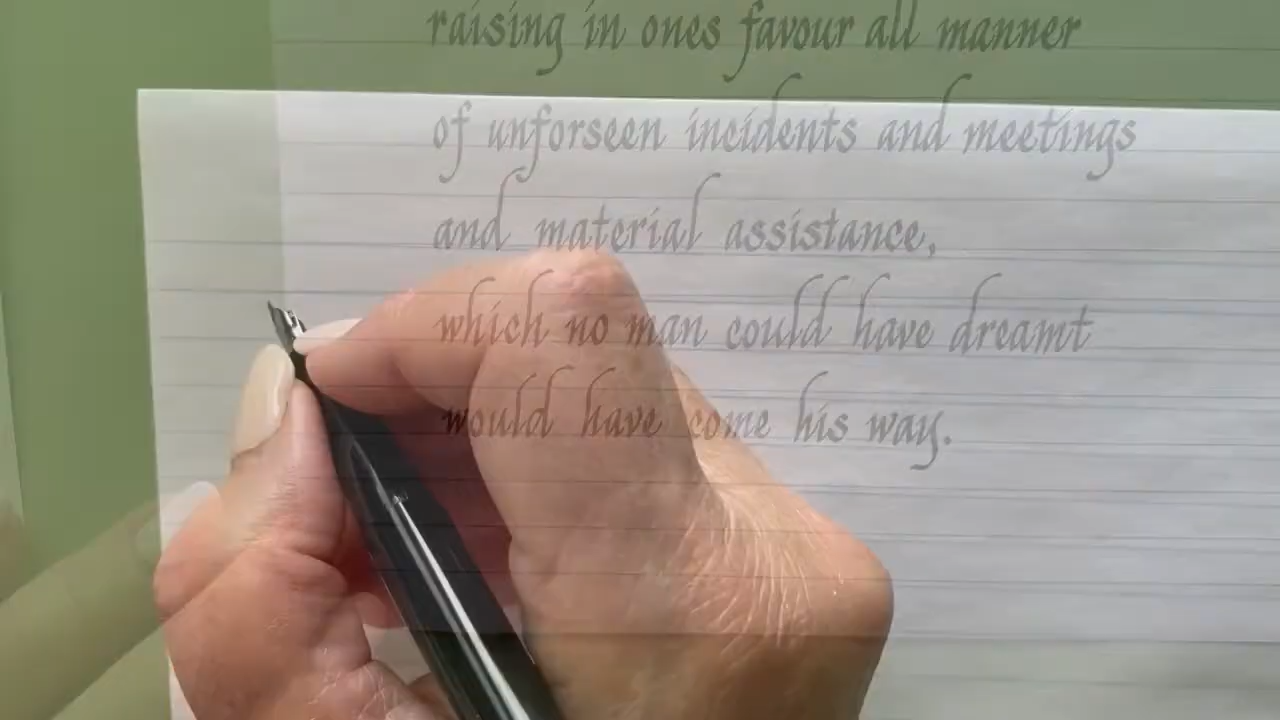 raising in ones favour all manner
of unforseen incidents and meetings
and material assistance,
which no man could have dreamt
would have come his way.